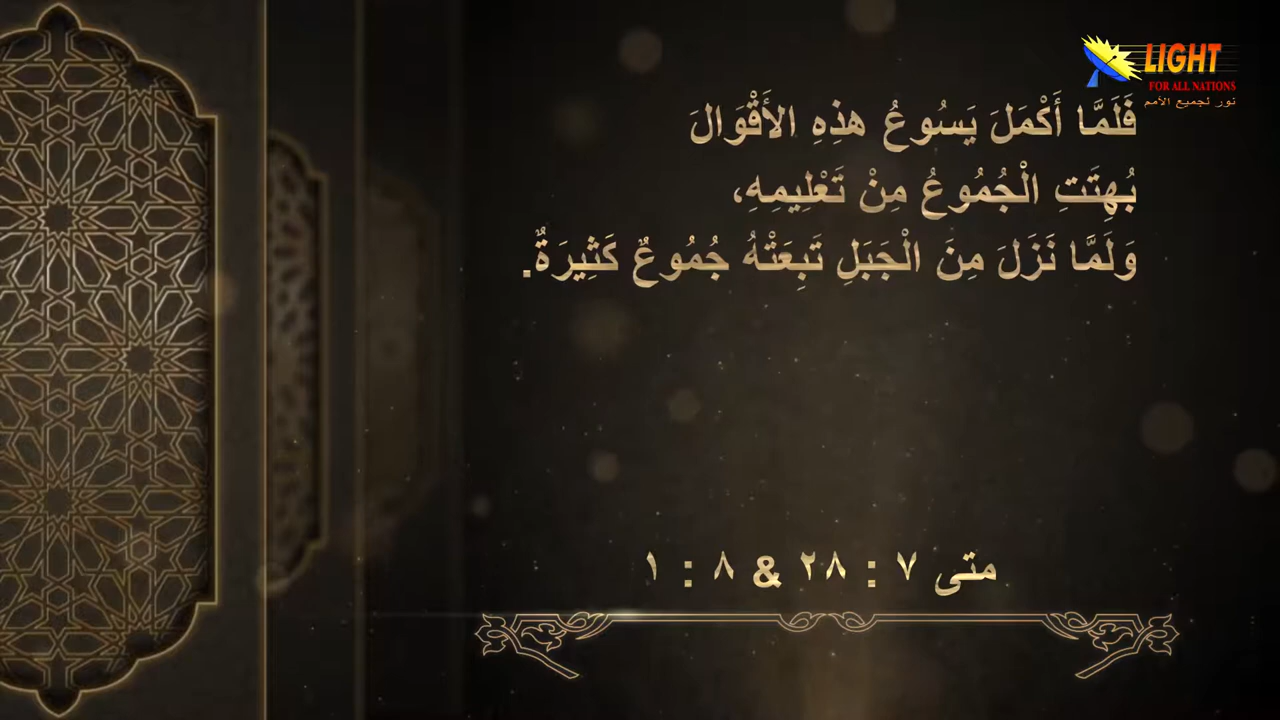 LIGHT
FOR ALL NATIONS
نور لجميع الأمم
فَلَمَّا أَكْمَلَ يَسُوعُ هذِهِ الأَقْوَالَ
بُهِتَتِ الْجُمُوعُ مِنْ تَعْلِيمِهِ،
وَلَمَّا نَزَلَ مِنَ الْجَبَلِ تَبِعَتْهُ جُمُوعٌ كَثِيرَةٌ.
متى ٧ : ٢٨ & ٨ : ١